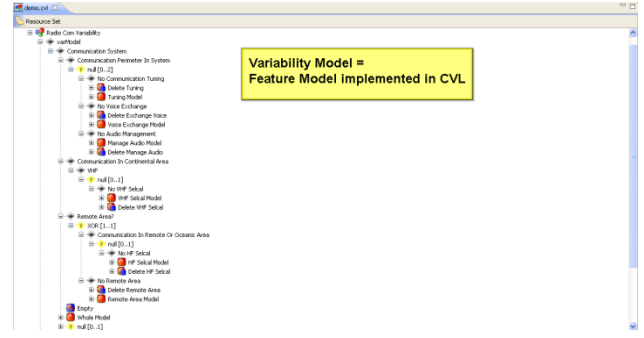 demo.cvl
Resource Set
Radio Com Variability
varModel
Communication System
Communication Perimeter In System
null [0..2]
No Communication Tuning
Delete Tuning
Tuning Model
No Voice Exchange
Delete Exchange Voice
Voice Exchange Model
No Audio Management
Manage Audio Model
Delete Manage Audio
Communication In Continental Area
VHF
null [0..1]
No VHF Selcal
VHF Selcal Model
Delete VHF Selcal
Remote Area?
XOR [1..1]
Communication In Remote Or Oceanic Area
null [0..1]
No HF Selcal
HF Selcal Model
Delete HF Selcal
No Remote Area
Delete Remote Area
Remote Area Model
Empty
Whole Model
null [0..1]
Variability Model =
Feature Model implemented in CVL